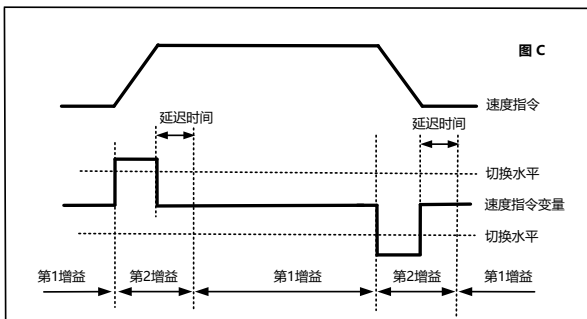 图 C
速度指令
延迟时间
延迟时间
切换水平
速度指令变量
切换水平
第1增益
第2增益
第1增益
第2增益
第1增益